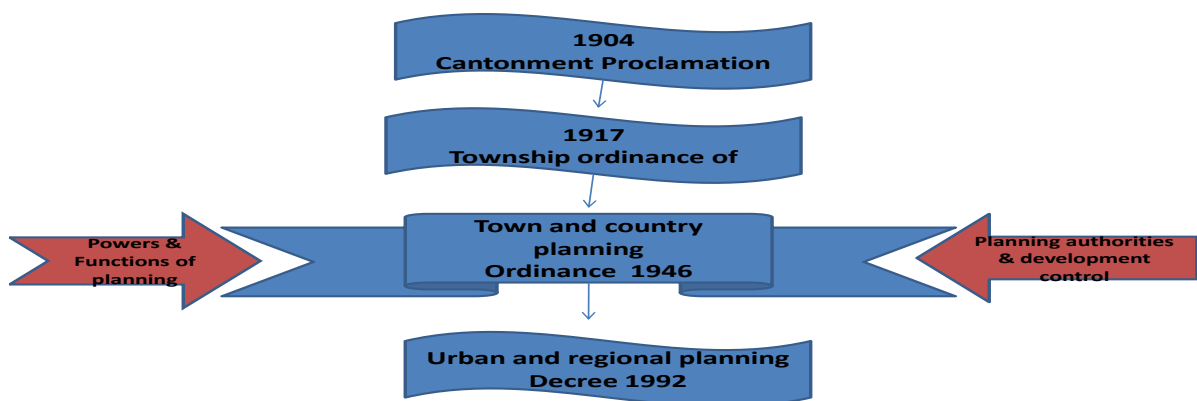 1904
Cantonment Proclamation
1917
Township ordinance of
Town and country
planning
Ordinance  1946
Powers &
Functions of
planning
Planning authorities
& development
control
Urban and regional planning
Decree 1992